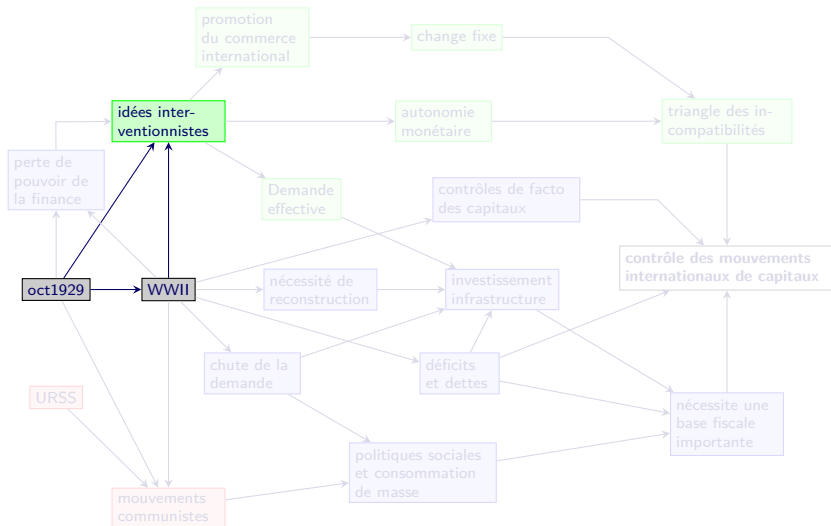 promotion
du commerce
international
change fixe
idées inter-
ventionnistes
autonomie
monétaire
triangle des in-
compatibilités
perte de
pouvoir de
la finance
Demande
effective
contrôles de facto
des capitaux
contrôle des mouvements
internationaux de capitaux
oct1929
WWII
nécessité de
reconstruction
investissement
infrastructure
chute de la
demande
déficits
et dettes
URSS
nécessite une
base fiscale
importante
politiques sociales
et consommation
de masse
mouvements
communistes